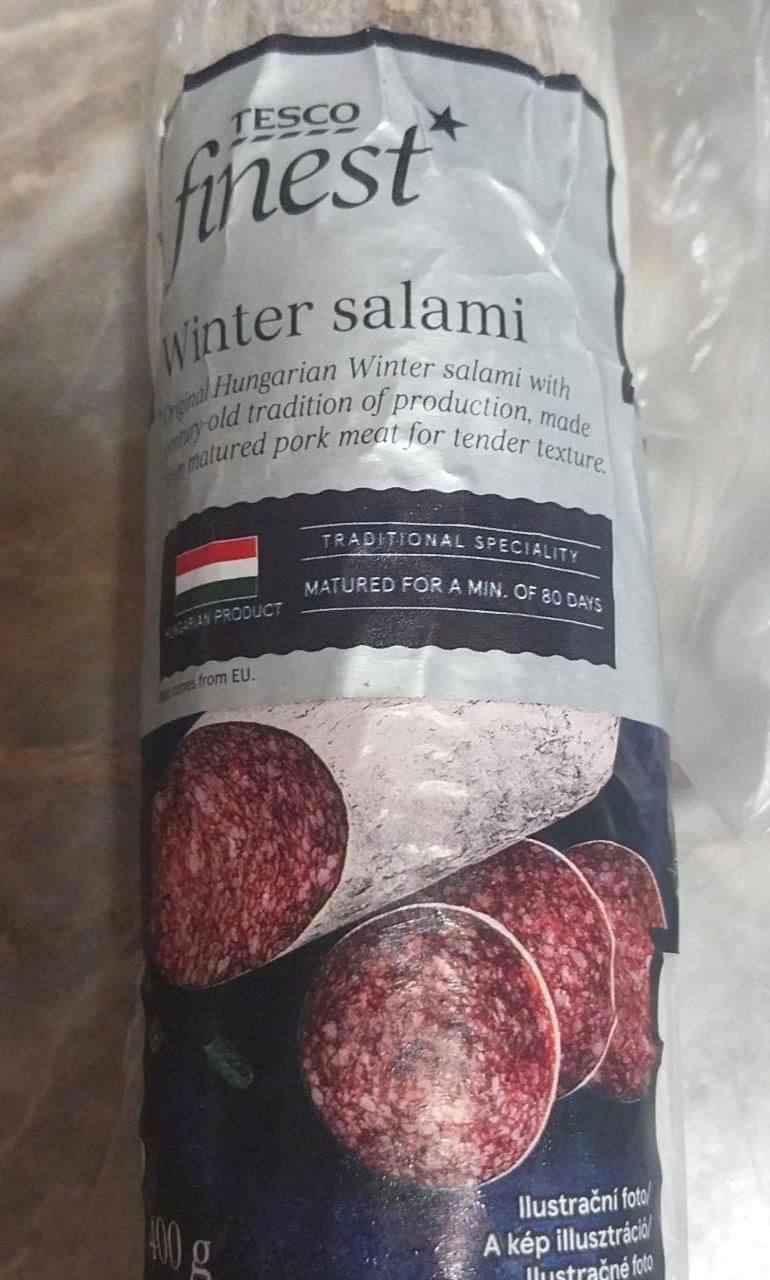 TESCO
finest*
Winter salami
Original Hungarian Winter salami with
century-old tradition of production, made
matured pork meat for tender texture.
TRADITIONAL SPECIALITY
MATURED FOR A MIN. OF 80 DAYS
HUNGARIAN PRODUCT
comes from EU.
400 g
Ilustrační foto/
A kép illusztráció/
Ilustračné foto